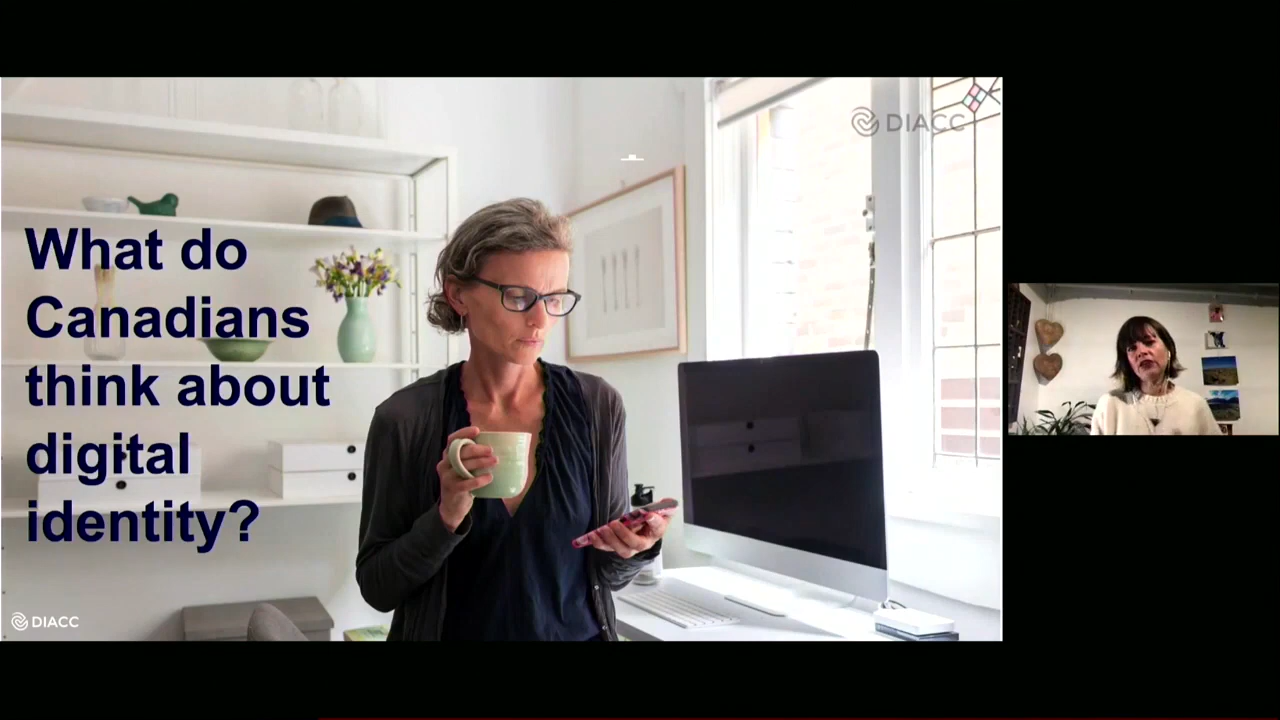 DIACC
What do
Canadians
think about
digital
identity?
DIACC